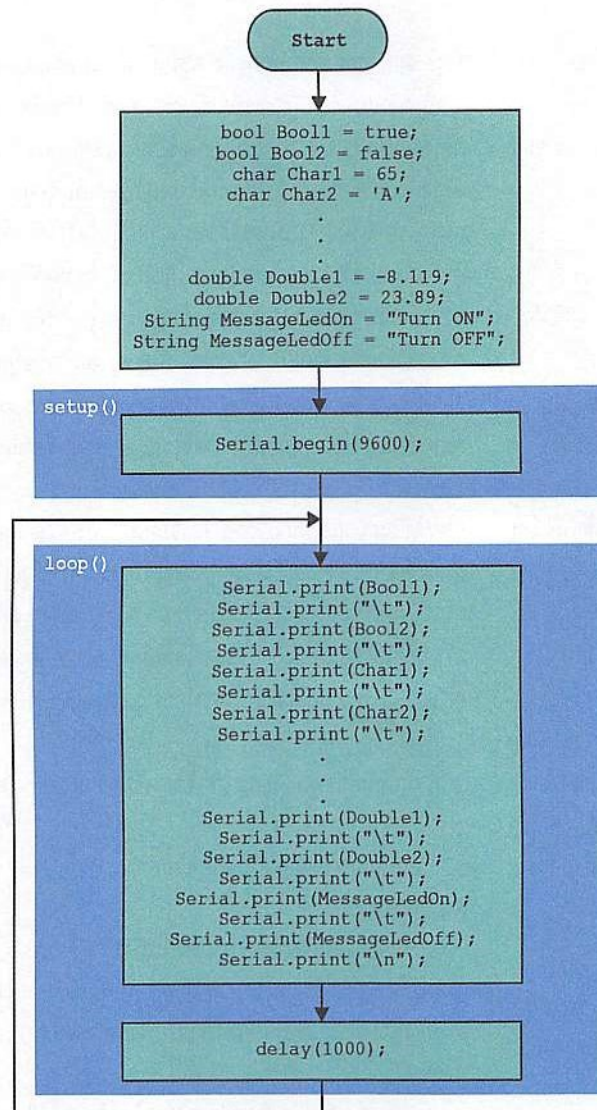 Start
bool Bool1 = true;
bool Bool2 = false;
char Char1 = 65;
char Char2 = 'A';
.
.
.
double Double1 = -8.119;
double Double2 = 23.89;
String MessageLedOn = "Turn ON";
String MessageLedOff = "Turn OFF";
setup()
Serial.begin(9600);
loop()
Serial.print(Bool1);
Serial.print("\t");
Serial.print(Bool2);
Serial.print("\t");
Serial.print(Char1);
Serial.print("\t");
Serial.print(Char2);
Serial.print("\t");
.
.
.
Serial.print(Double1);
Serial.print("\t");
Serial.print(Double2);
Serial.print("\t");
Serial.print(MessageLedOn);
Serial.print("\t");
Serial.print(MessageLedOff);
Serial.print("\n");
delay(1000);